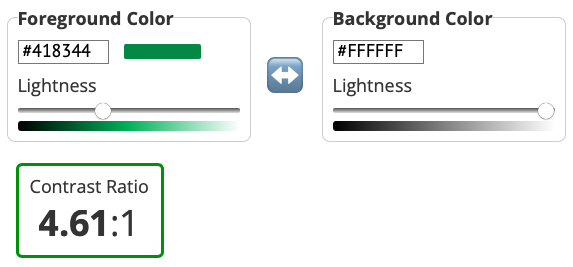 Foreground Color
#418344
Lightness
Background Color
#FFFFFF
Lightness
Contrast Ratio
4.61:1